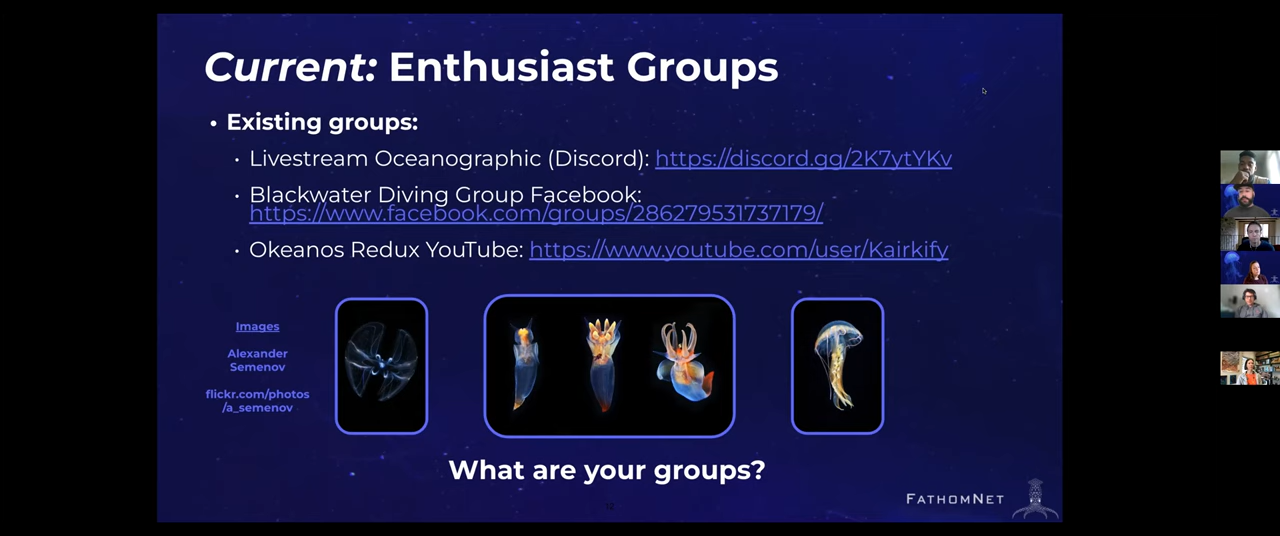 Current: Enthusiast Groups
• Existing groups:
• Livestream Oceanographic (Discord): https://discord.gg/2K7ytYKv
• Blackwater Diving Group Facebook:
https://www.facebook.com/groups/286279531737179/
• Okeanos Redux YouTube: https://www.youtube.com/user/Kairkify
Images
Alexander
Semenov
flickr.com/photos
/a_semenov
What are your groups?
12
FATHOMNET